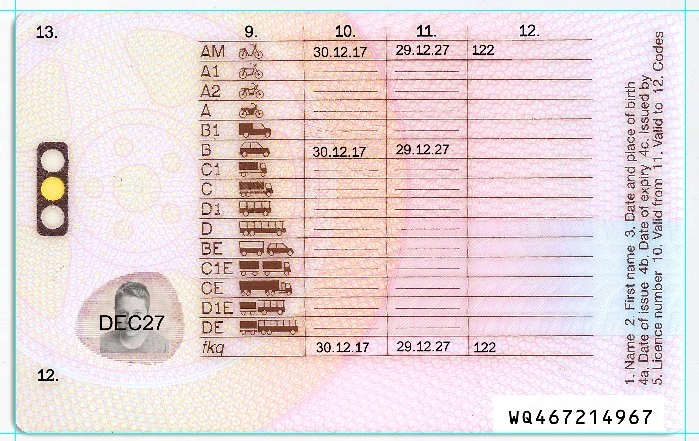 13.
9. 10. 11. 12.
AM 30.12.17 29.12.27 122
A1
A2
A
B1
B 30.12.17 29.12.27
C1
C
D1
D
BE
C1E
CE
D1E
DE
fkq 30.12.17 29.12.27 122
DEC27
12.
1. Name 2. First name 3. Date and place of birth
4a. Date of issue 4b. Date of expiry 4c. Issued by
5. Licence number 10. Valid from 11. Valid to 12. Codes
WQ467214967